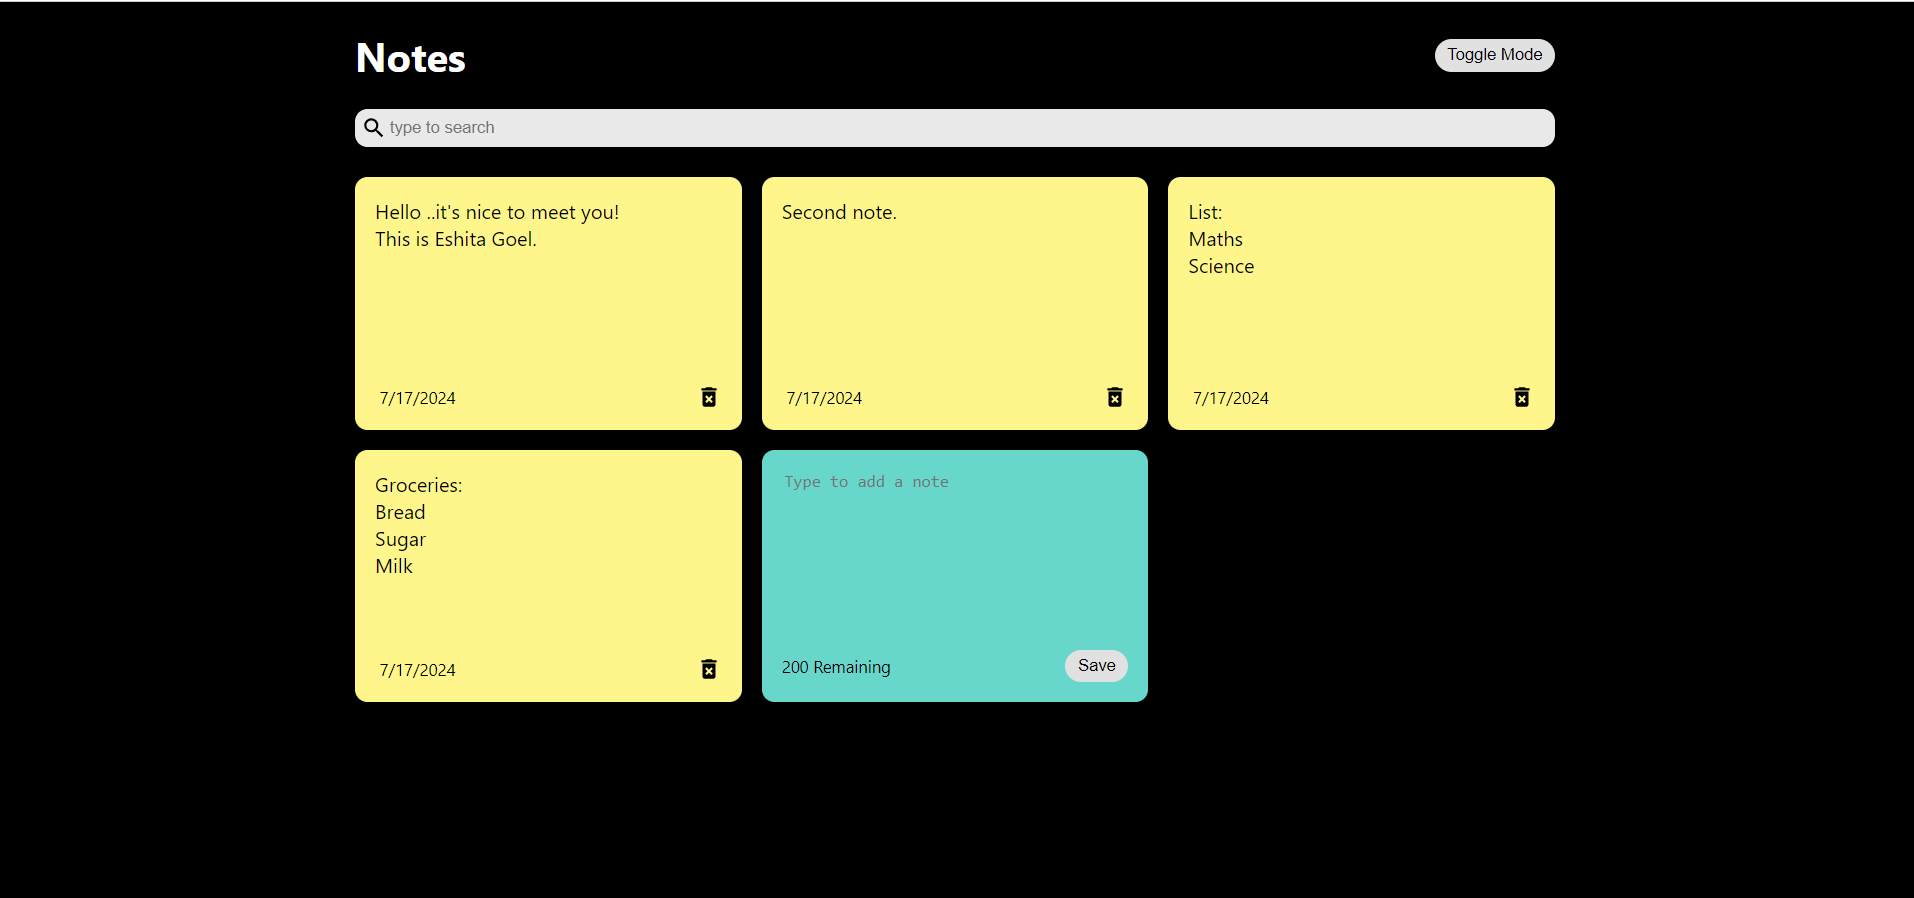 Notes
Toggle Mode
type to search
Hello ..it's nice to meet you!
This is Eshita Goel.
7/17/2024
Second note.
7/17/2024
List:
Maths
Science
7/17/2024
Groceries:
Bread
Sugar
Milk
7/17/2024
Type to add a note
200 Remaining
Save